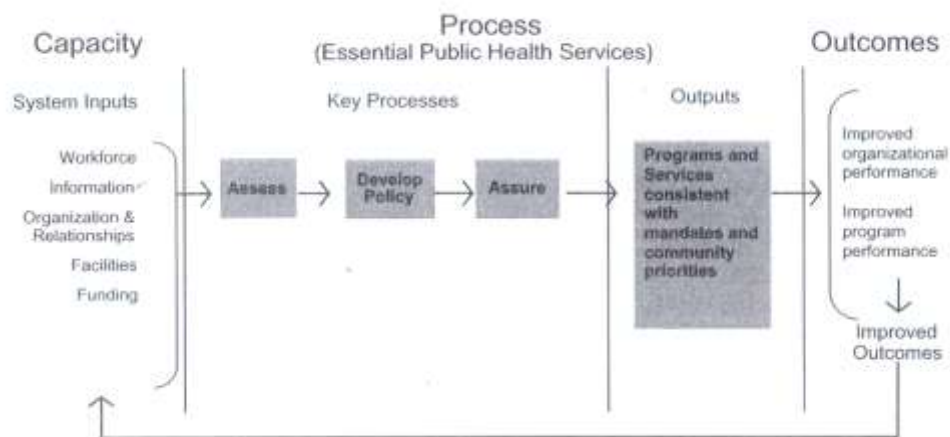 Capacity
Process
(Essential Public Health Services)
Outcomes
System Inputs
Key Processes
Outputs
Workforce
Information
Organization &
Relationships
Facilities
Funding
Assess
Develop
Policy
Assure
Programs and
Services
consistent
with
mandates and
community
priorities
Improved
organizational
performance
Improved
program
performance
Improved
Outcomes